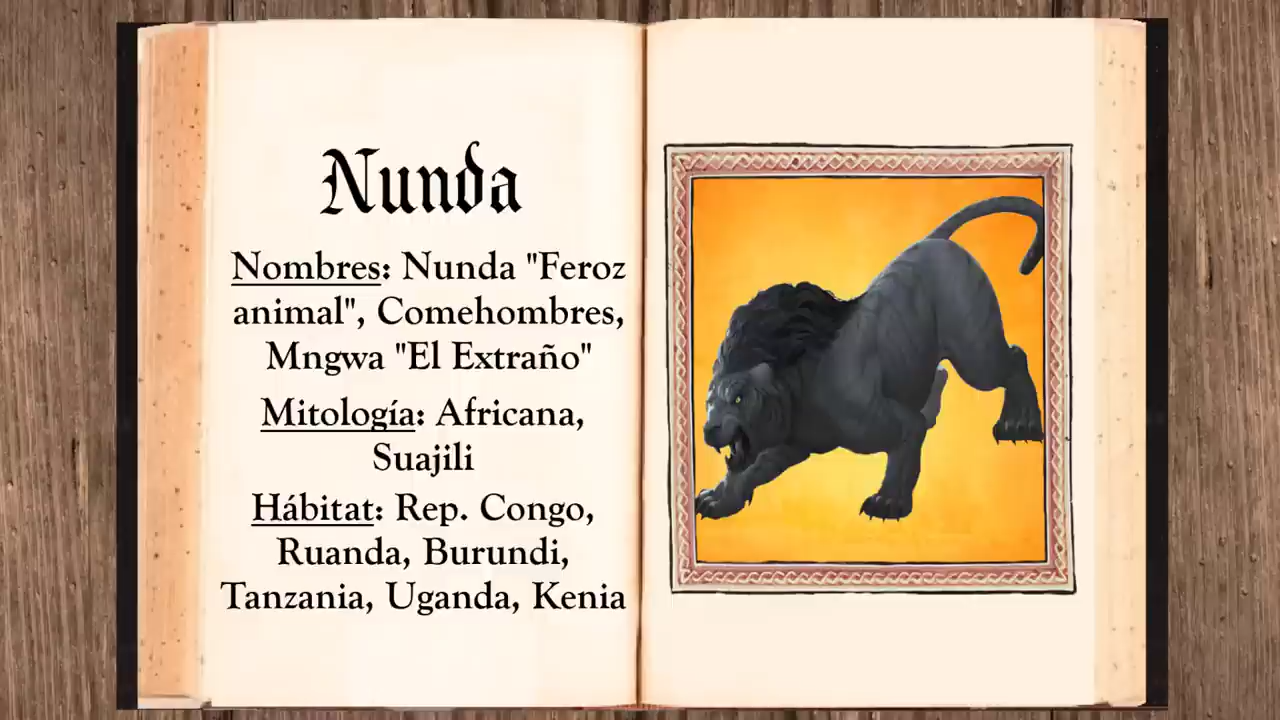 Nunda
Nombres: Nunda "Feroz
animal", Comehombres,
Mngwa "El Extraño"
Mitología: Africana,
Suajili
Hábitat: Rep. Congo,
Ruanda, Burundi,
Tanzania, Uganda, Kenia